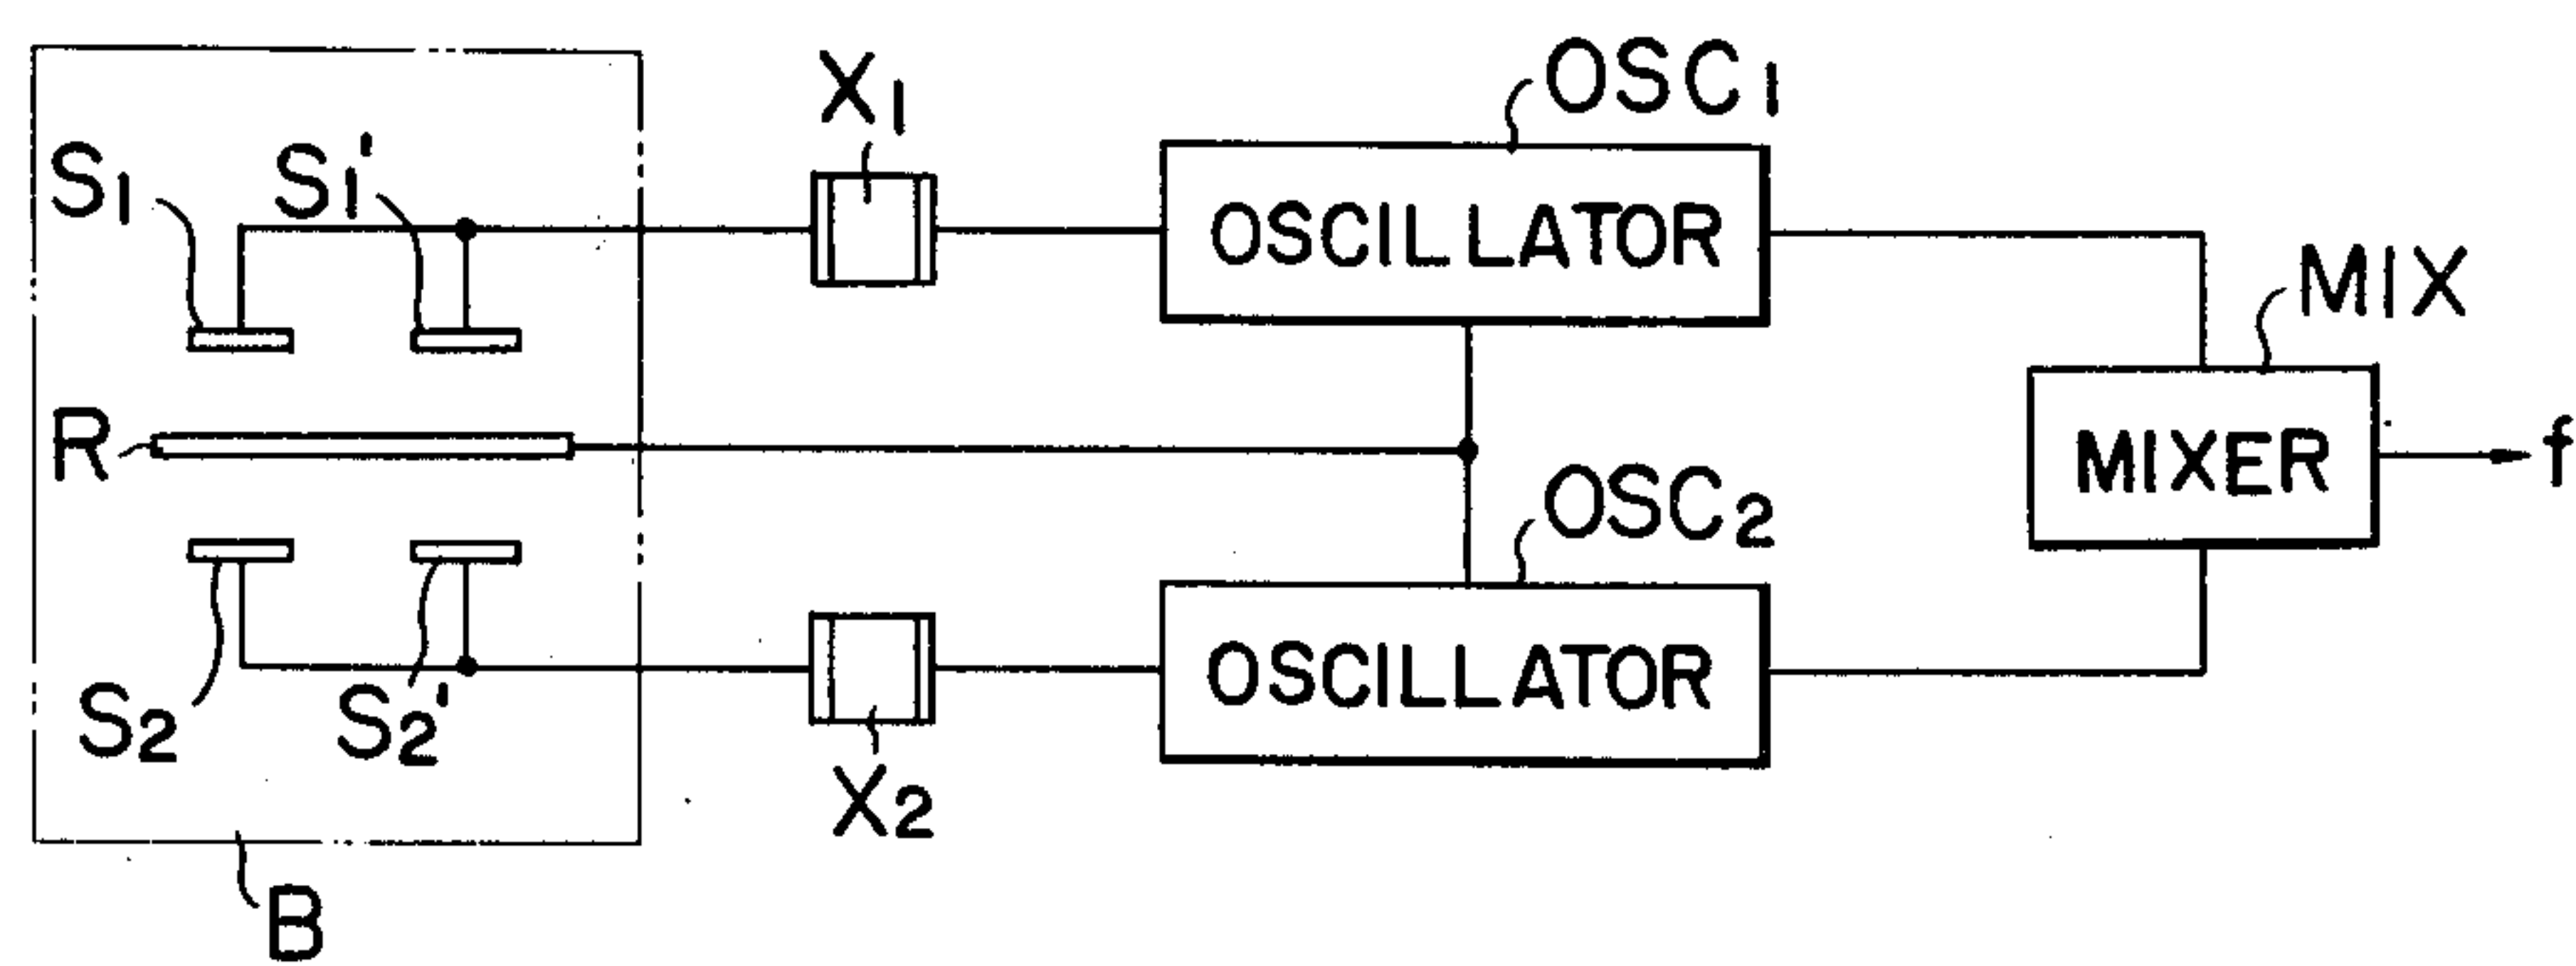 X1
OSC1
S1
S1'
OSCILLATOR
MIX
R
MIXER
f
OSC2
OSCILLATOR
S2
S2'
X2
B